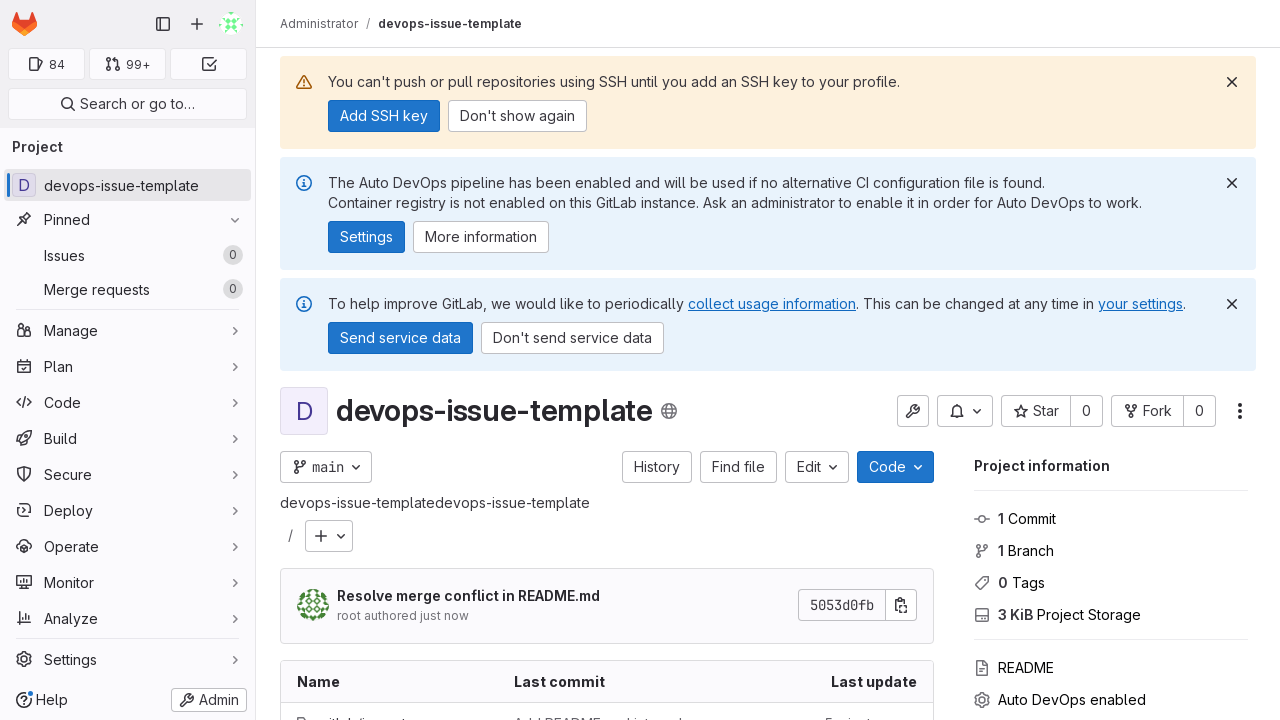 Administrator / devops-issue-template
84
99+
Search or go to…
Project
D devops-issue-template
Pinned
Issues 0
Merge requests 0
Manage
Plan
Code
Build
Secure
Deploy
Operate
Monitor
Analyze
Settings
Help
Admin
You can't push or pull repositories using SSH until you add an SSH key to your profile.
Add SSH key
Don't show again
The Auto DevOps pipeline has been enabled and will be used if no alternative CI configuration file is found.
Container registry is not enabled on this GitLab instance. Ask an administrator to enable it in order for Auto DevOps to work.
Settings
More information
To help improve GitLab, we would like to periodically collect usage information. This can be changed at any time in your settings.
Send service data
Don't send service data
D devops-issue-template
Star 0
Fork 0
main
History
Find file
Edit
Code
devops-issue-templatedevops-issue-template
/
Resolve merge conflict in README.md
root authored just now
5053d0fb
Name Last commit Last update
Project information
1 Commit
1 Branch
0 Tags
3 KiB Project Storage
README
Auto DevOps enabled